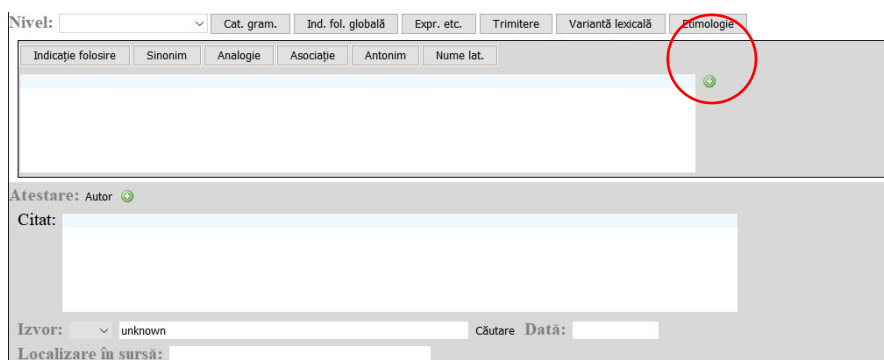 Nivel: Cat. gram. Ind. fol. globală Expr. etc. Trimitere Variantă lexicală Etimologie
Indicație folosire Sinonim Analogie Asociație Antonim Nume lat.
Atestare: Autor
Citat:
Izvor: unknown Căutare Dată:
Localizare în sursă: